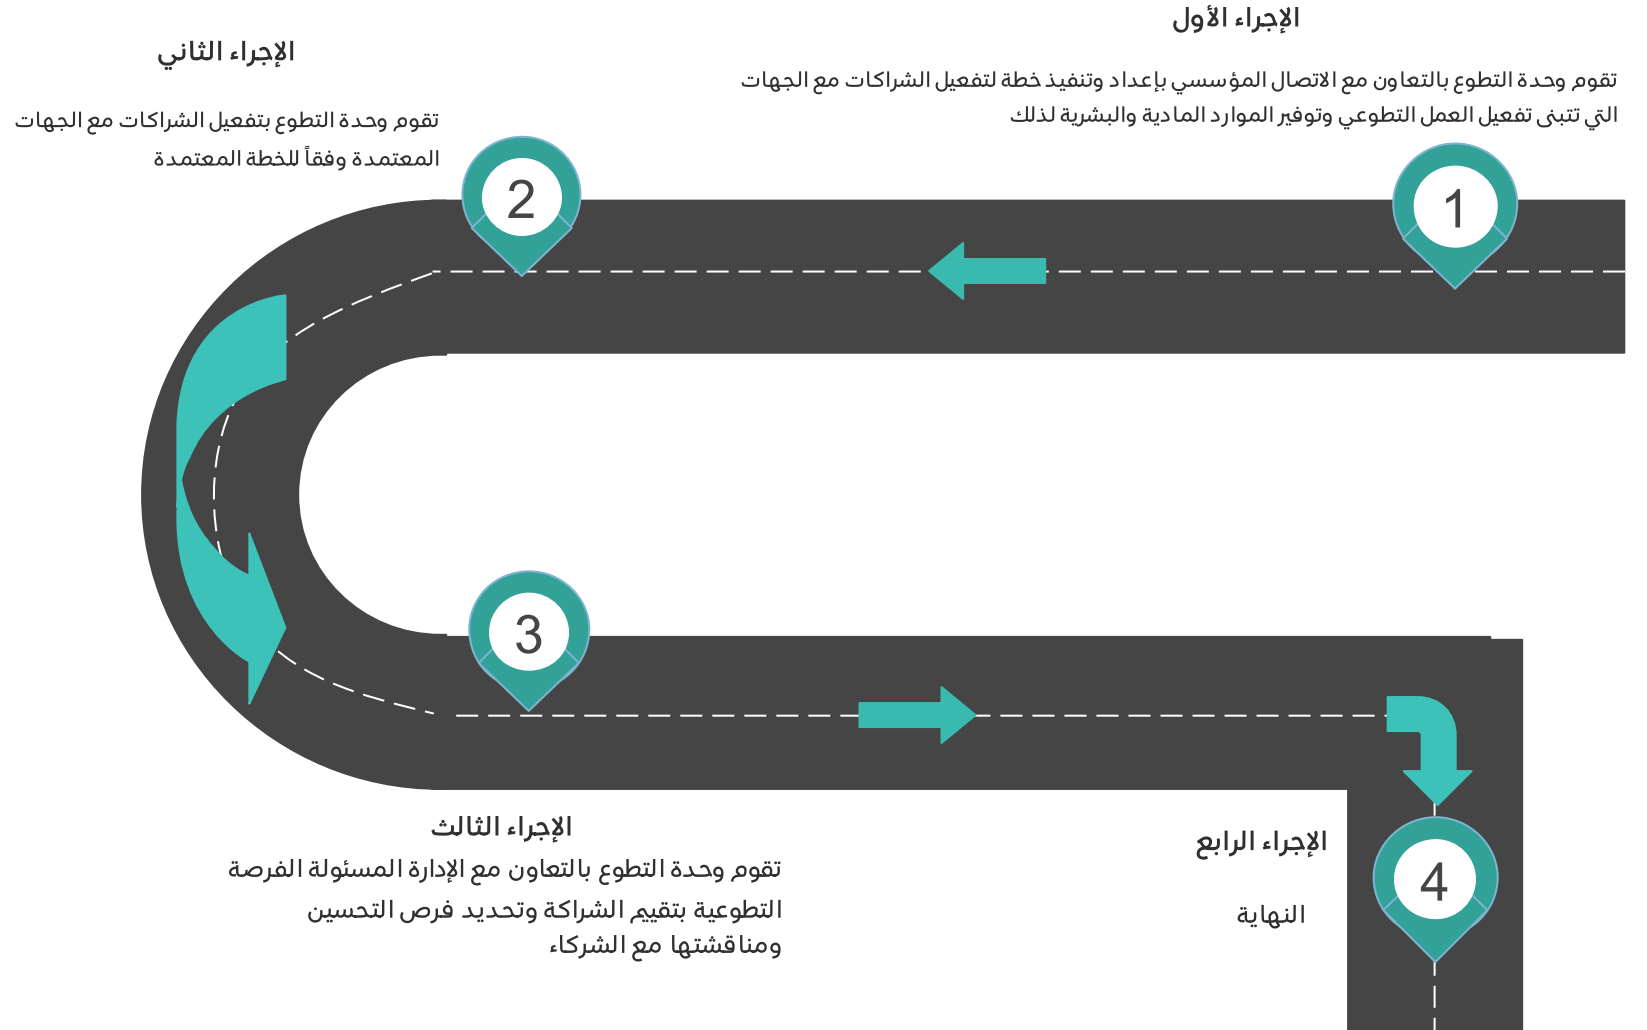 الإجراء الأول
تقوم وحدة التطوع بالتعاون مع الاتصال المؤسسي بإعداد وتنفيذ خطة لتفعيل الشراكات مع الجهات
التي تتبنى تفعيل العمل التطوعي وتوفير الموارد المادية والبشرية لذلك
1
الإجراء الثاني
تقوم وحدة التطوع بتفعيل الشراكات مع الجهات
المعتمدة وفقاً للخطة المعتمدة
2
3
الإجراء الثالث
تقوم وحدة التطوع بالتعاون مع الإدارة المسئولة الفرصة
التطوعية بتقييم الشراكة وتحديد فرص التحسين
ومناقشتها مع الشركاء
4
الإجراء الرابع
النهاية